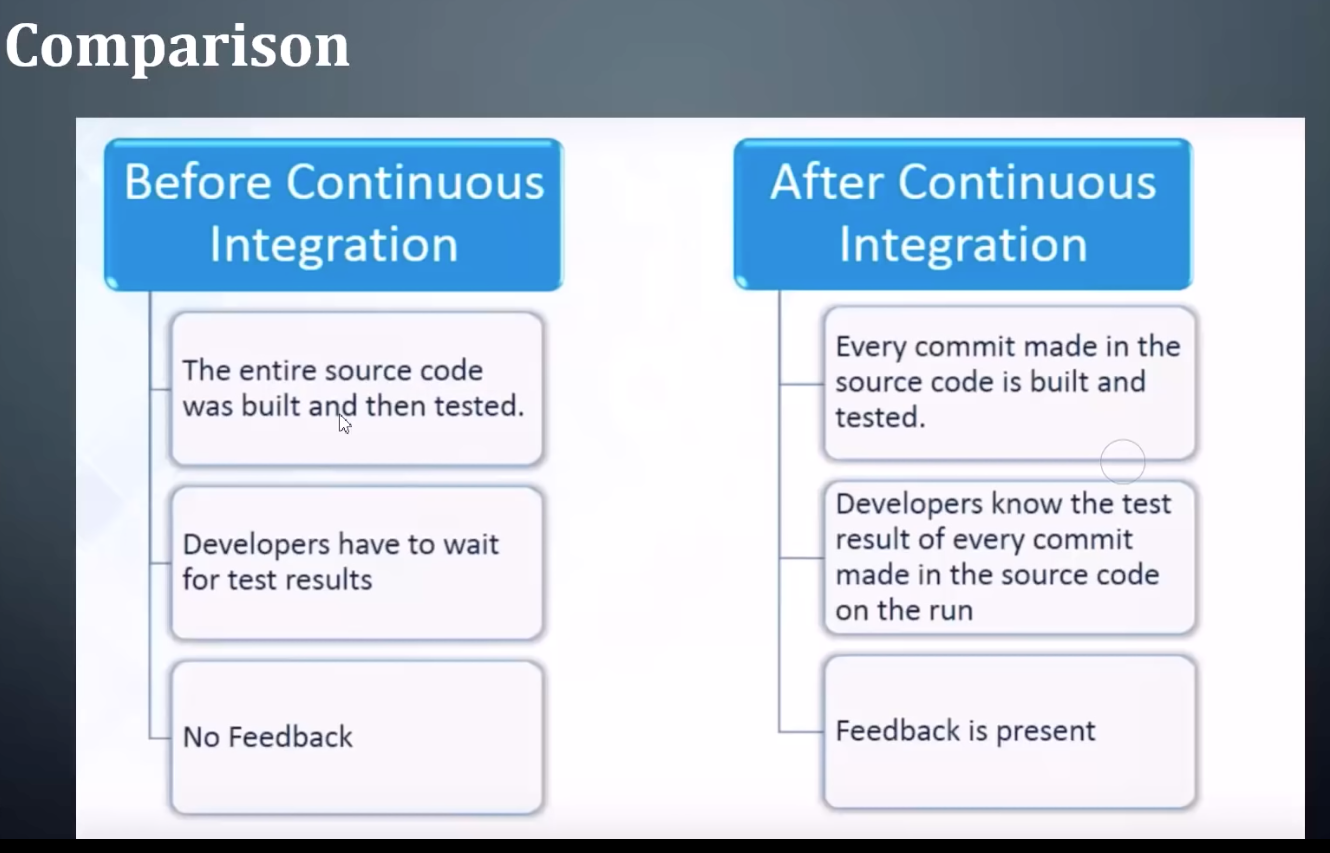 Comparison
Before Continuous
Integration
The entire source code
was built and then tested.
Developers have to wait
for test results
No Feedback
After Continuous
Integration
Every commit made in the
source code is built and
tested.
Developers know the test
result of every commit
made in the source code
on the run
Feedback is present